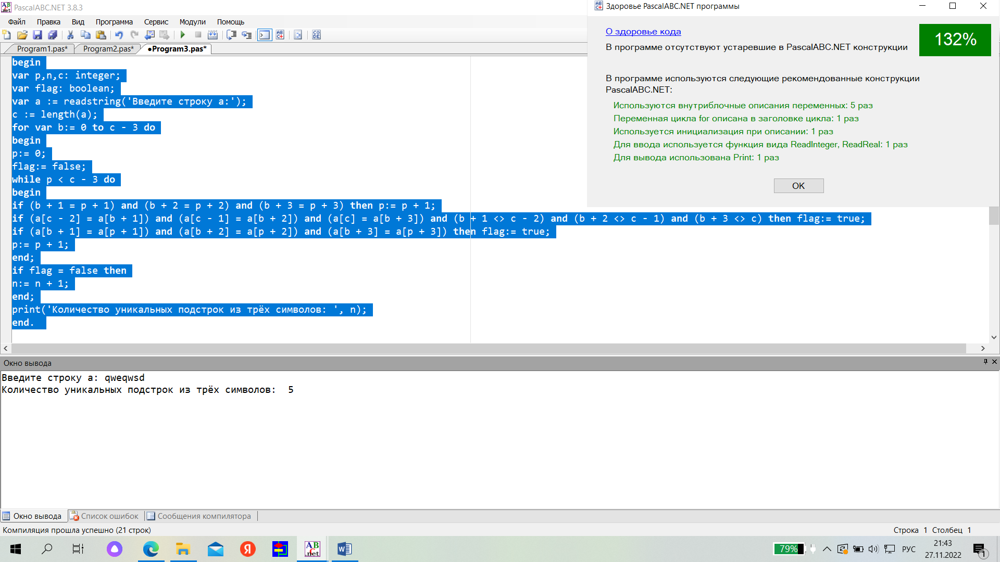 PascalABC.NET 3.8.3
Файл Правка Вид Программа Сервис Модули Помощь
Program1.pas* Program2.pas* ●Program3.pas*
begin
var p,n,c: integer;
var flag: boolean;
var a := readstring('Введите строку a:');
c := length(a);
for var b:= 0 to c - 3 do
begin
p:= 0;
flag:= false;
while p < c - 3 do
begin
if (b + 1 = p + 1) and (b + 2 = p + 2) and (b + 3 = p + 3) then p:= p + 1;
if (a[c - 2] = a[b + 1]) and (a[c - 1] = a[b + 2]) and (a[c] = a[b + 3]) and (b + 1 <> c - 2) and (b + 2 <> c - 1) and (b + 3 <> c) then flag:= true;
if (a[b + 1] = a[p + 1]) and (a[b + 2] = a[p + 2]) and (a[b + 3] = a[p + 3]) then flag:= true;
p:= p + 1;
end;
if flag = false then
n:= n + 1;
end;
print('Количество уникальных подстрок из трёх символов: ', n);
end.
Здоровье PascalABC.NET программы
О здоровье кода
132%
В программе отсутствуют устаревшие в PascalABC.NET конструкции
В программе используются следующие рекомендованные конструкции
PascalABC.NET:
Используются внутриблочные описания переменных: 5 раз
Переменная цикла for описана в заголовке цикла: 1 раз
Используется инициализация при описании: 1 раз
Для ввода используется функция вида ReadInteger, ReadReal: 1 раз
Для вывода использована Print: 1 раз
OK
Окно вывода
Введите строку a: qweqwsd
Количество уникальных подстрок из трёх символов:  5
Окно вывода Список ошибок Сообщения компилятора
Компиляция прошла успешно (21 строк)
Строка 1 Столбец 1
79%
РУС
21:43
27.11.2022
1